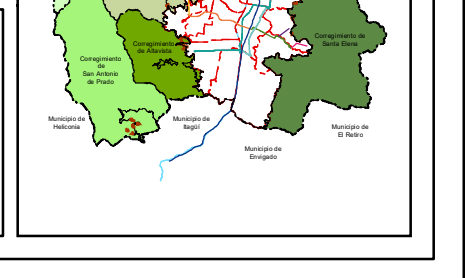 Corregimiento de
Santa Elena
Corregimiento
de Altavista
Corregimiento
de
San Antonio
de Prado
Municipio de
Heliconia
Municipio de
Itagüí
Municipio de
El Retiro
Municipio de
Envigado